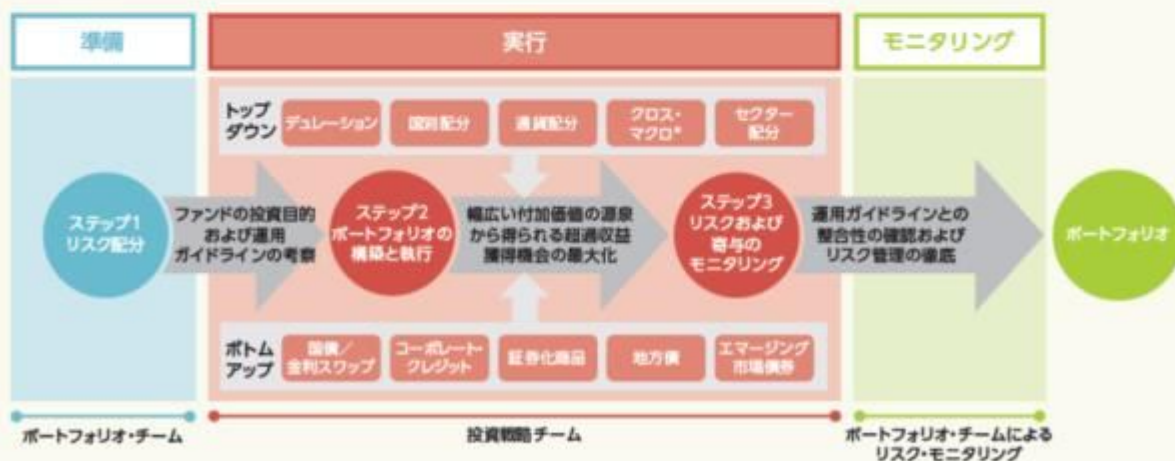 準備
実行
モニタリング
トップ
ダウン
デュレーション
国別配分
通貨配分
クロス・
マクロ*
セクター
配分
ステップ1
リスク配分
ファンドの投資目的
および運用
ガイドラインの考察
ステップ2
ポートフォリオの
構築と執行
幅広い付加価値の源泉
から得られる超過収益
獲得機会の最大化
ステップ3
リスクおよび
寄与の
モニタリング
運用ガイドラインとの
整合性の確認および
リスク管理の徹底
ポートフォリオ
ボトム
アップ
国債/
金利スワップ
コーポレート・
クレジット
証券化商品
地方債
エマージング
市場債券
ポートフォリオ・チーム
投資戦略チーム
ポートフォリオ・チームによる
リスク・モニタリング